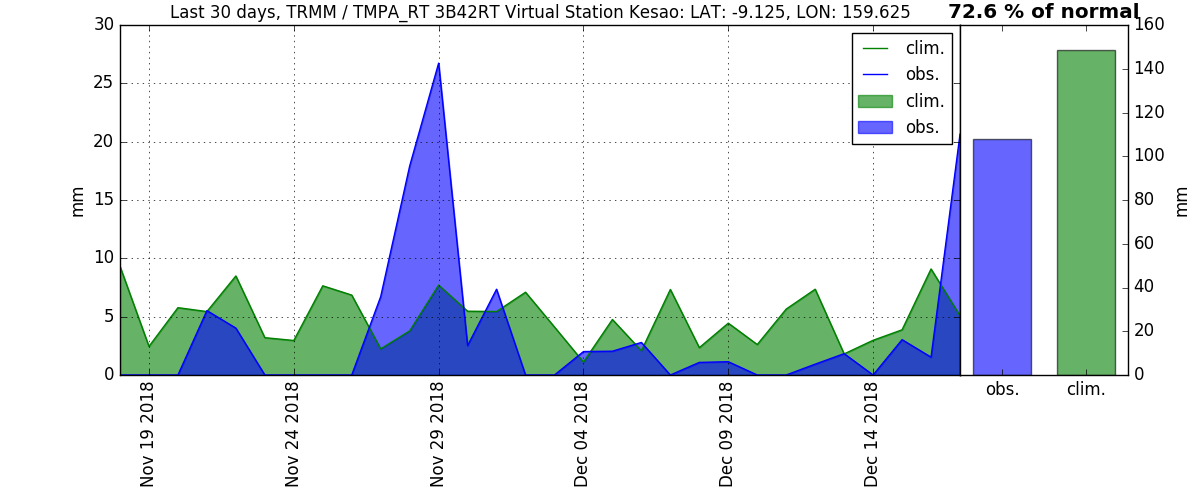 Last 30 days, TRMM / TMPA_RT 3B42RT Virtual Station Kesao: LAT: -9.125, LON: 159.625
72.6 % of normal
30
25
20
15
10
5
0
mm
clim.
obs.
clim.
obs.
160
140
120
100
80
60
40
20
0
mm
obs.
clim.
Nov 19 2018
Nov 24 2018
Nov 29 2018
Dec 04 2018
Dec 09 2018
Dec 14 2018